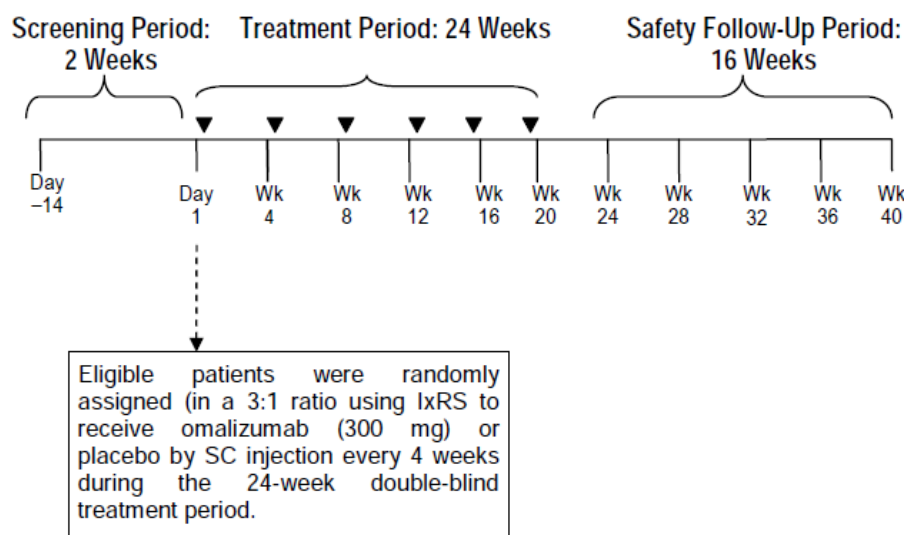 Screening Period:
2 Weeks
Treatment Period: 24 Weeks
Safety Follow-Up Period:
16 Weeks
Day
–14
Day
1
Wk
4
Wk
8
Wk
12
Wk
16
Wk
20
Wk
24
Wk
28
Wk
32
Wk
36
Wk
40
Eligible patients were randomly
assigned (in a 3:1 ratio using IxRS to
receive omalizumab (300 mg) or
placebo by SC injection every 4 weeks
during the 24-week double-blind
treatment period.